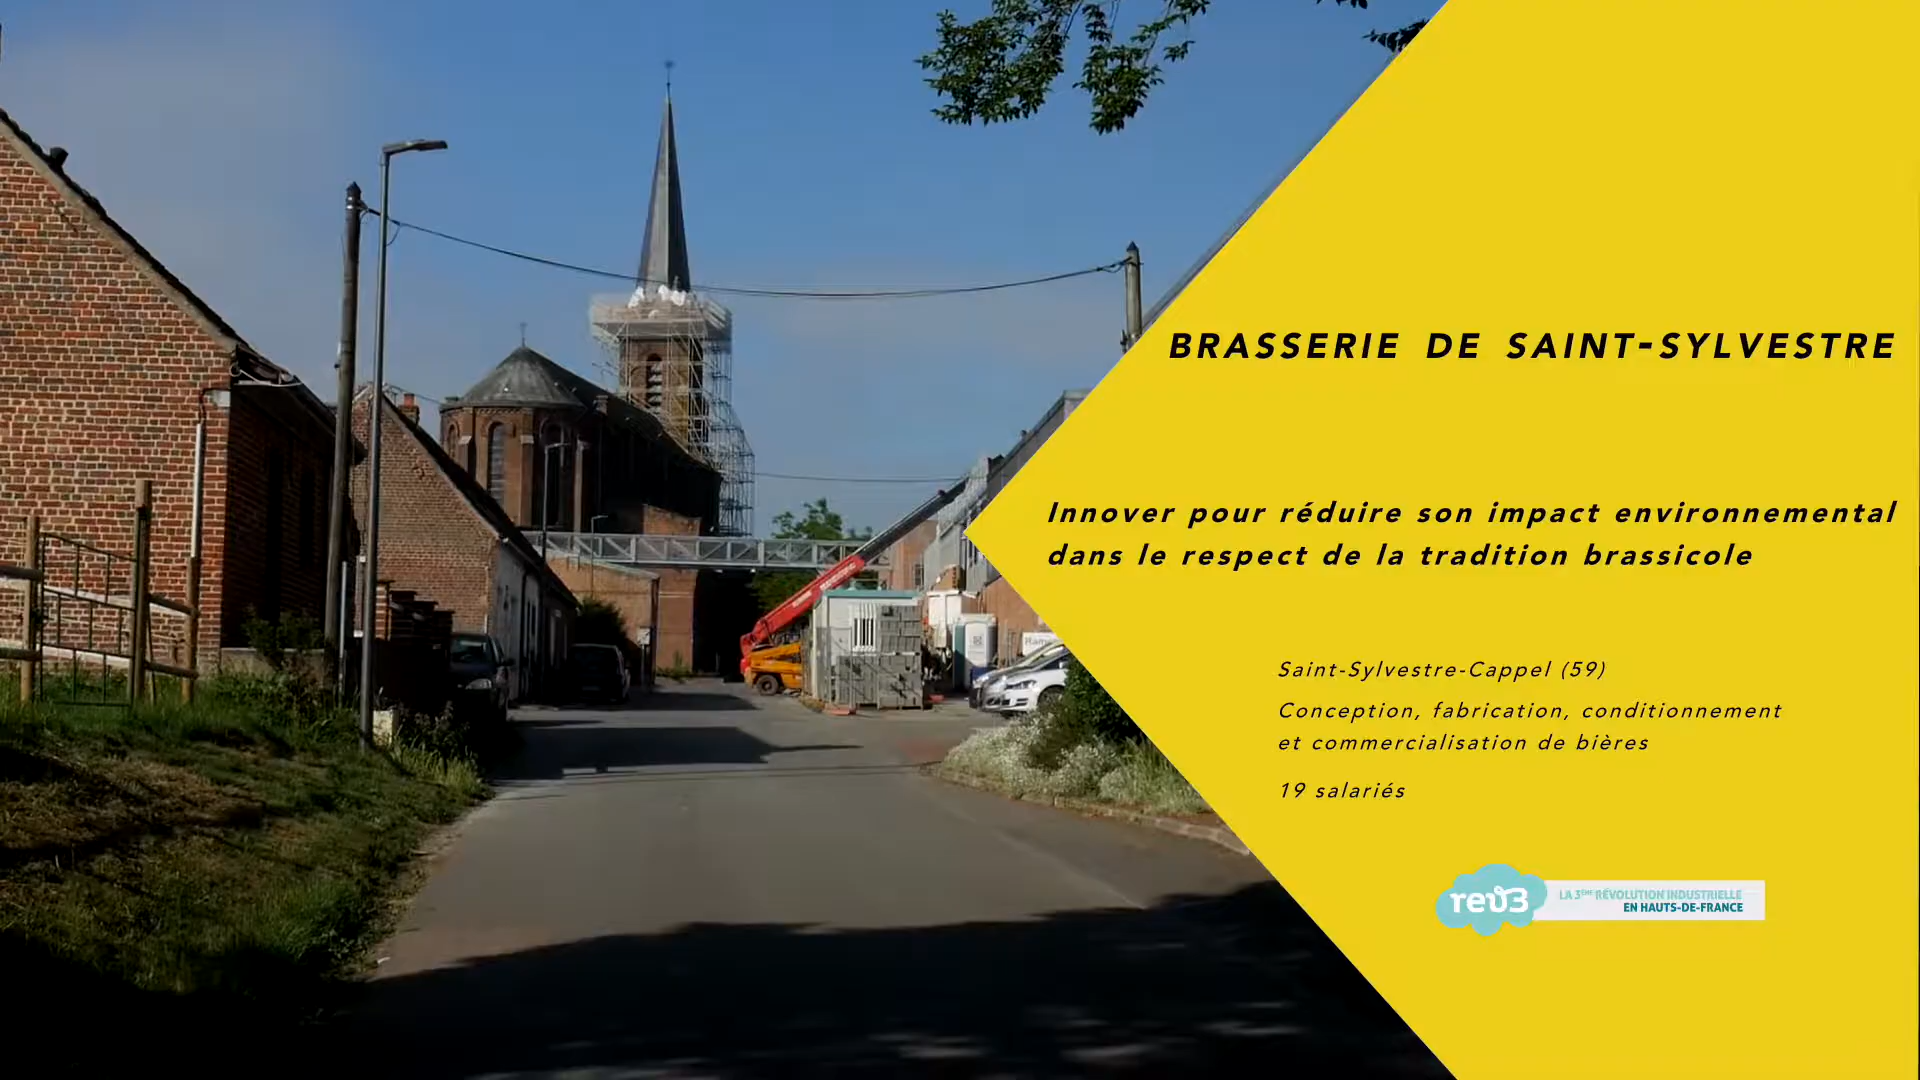 BRASSERIE DE SAINT-SYLVESTRE
Innover pour réduire son impact environnemental
dans le respect de la tradition brassicole
Saint-Sylvestre-Cappel (59)
Conception, fabrication, conditionnement
et commercialisation de bières
19 salariés
rev3
LA 3ÈME RÉVOLUTION INDUSTRIELLE
EN HAUTS-DE-FRANCE